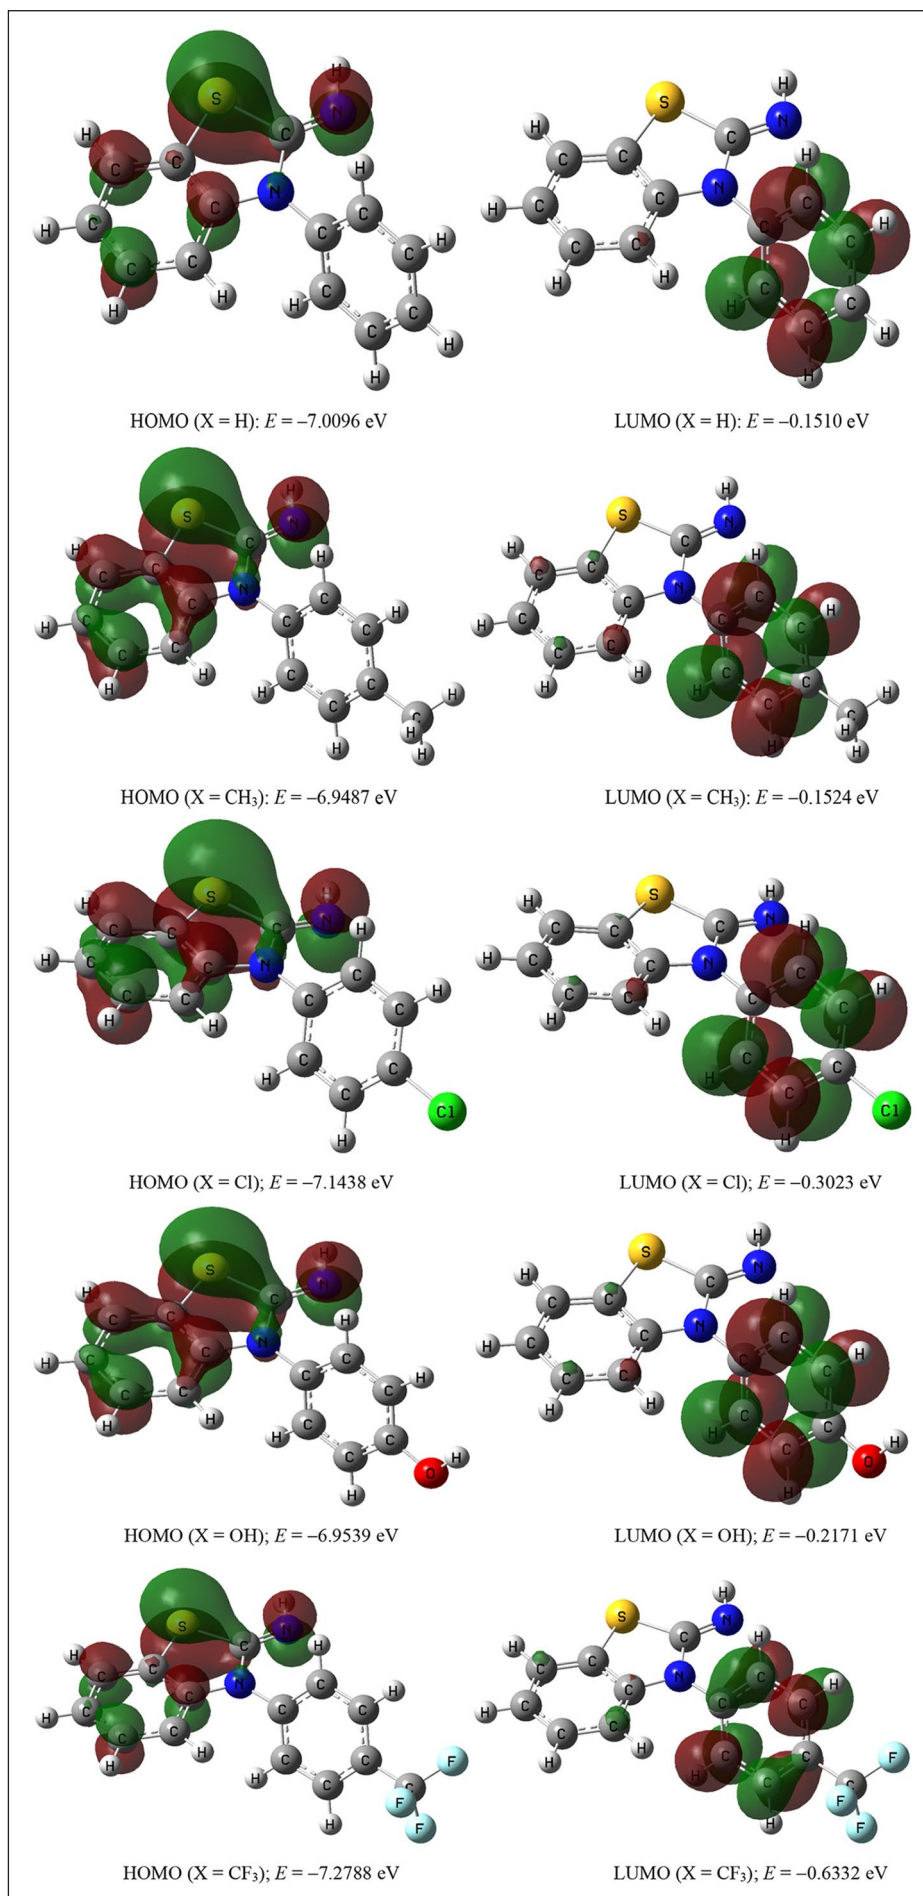 HOMO (X = H): E = –7.0096 eV
LUMO (X = H): E = –0.1510 eV
HOMO (X = CH₃): E = –6.9487 eV
LUMO (X = CH₃): E = –0.1524 eV
HOMO (X = Cl); E = –7.1438 eV
LUMO (X = Cl); E = –0.3023 eV
HOMO (X = OH); E = –6.9539 eV
LUMO (X = OH); E = –0.2171 eV
HOMO (X = CF₃); E = –7.2788 eV
LUMO (X = CF₃); E = –0.6332 eV